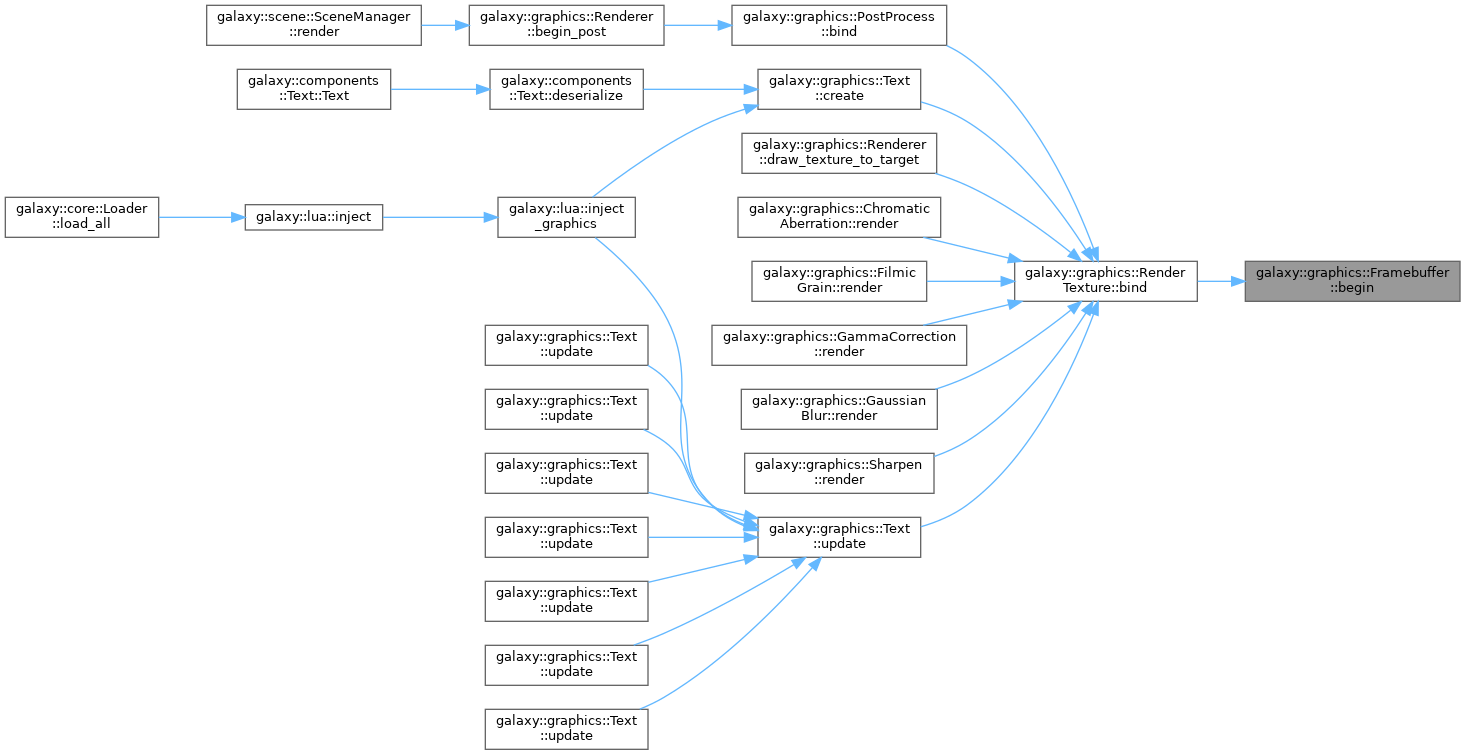 galaxy::scene::SceneManager
::render
galaxy::graphics::Renderer
::begin_post
galaxy::graphics::PostProcess
::bind
galaxy::components
::Text::Text
galaxy::components
::Text::deserialize
galaxy::graphics::Text
::create
galaxy::graphics::Renderer
::draw_texture_to_target
galaxy::core::Loader
::load_all
galaxy::lua::inject
galaxy::lua::inject
_graphics
galaxy::graphics::Chromatic
Aberration::render
galaxy::graphics::Filmic
Grain::render
galaxy::graphics::Render
Texture::bind
galaxy::graphics::Framebuffer
::begin
galaxy::graphics::Text
::update
galaxy::graphics::GammaCorrection
::render
galaxy::graphics::Text
::update
galaxy::graphics::Gaussian
Blur::render
galaxy::graphics::Text
::update
galaxy::graphics::Sharpen
::render
galaxy::graphics::Text
::update
galaxy::graphics::Text
::update
galaxy::graphics::Text
::update
galaxy::graphics::Text
::update
galaxy::graphics::Text
::update